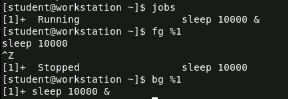 [student@workstation ~]$ jobs
[1]+  Running                 sleep 10000 &
[student@workstation ~]$ fg %1
sleep 10000
^Z
[1]+  Stopped                 sleep 10000
[student@workstation ~]$ bg %1
[1]+ sleep 10000 &